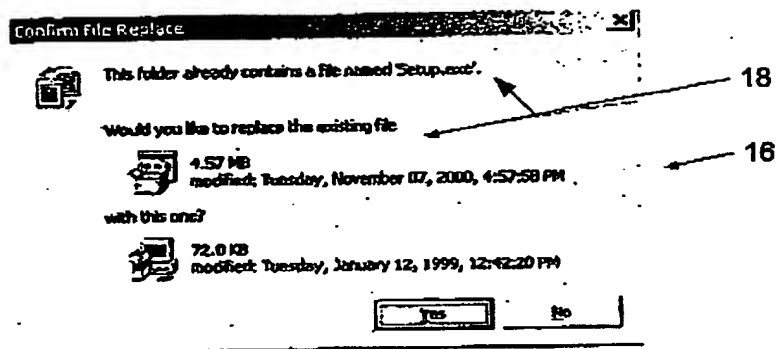 Confirm File Replace
This folder already contains a file named 'Setup.exe'.
18
Would you like to replace the existing file
4.57 MB
modified: Tuesday, November 07, 2000, 4:57:58 PM
16
with this one?
72.0 KB
modified: Tuesday, January 12, 1999, 12:42:20 PM
Yes
No